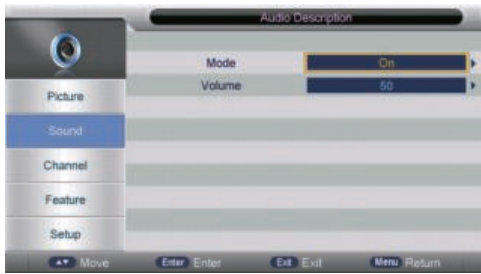 Audio Description
Mode On
Volume 50
Picture
Sound
Channel
Feature
Setup
Move Enter Enter Exit Exit Menu Return